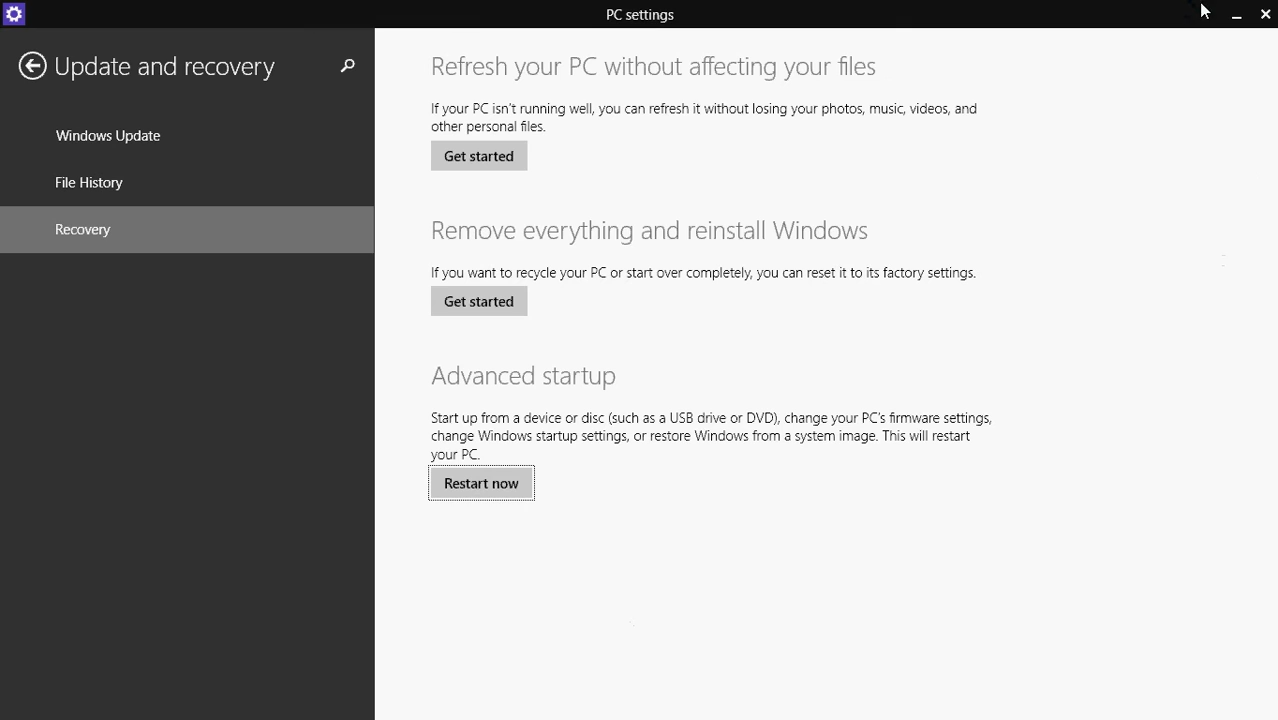 PC settings
Update and recovery
Windows Update
File History
Recovery
Refresh your PC without affecting your files
If your PC isn't running well, you can refresh it without losing your photos, music, videos, and
other personal files.
Get started
Remove everything and reinstall Windows
If you want to recycle your PC or start over completely, you can reset it to its factory settings.
Get started
Advanced startup
Start up from a device or disc (such as a USB drive or DVD), change your PC's firmware settings,
change Windows startup settings, or restore Windows from a system image. This will restart
your PC.
Restart now